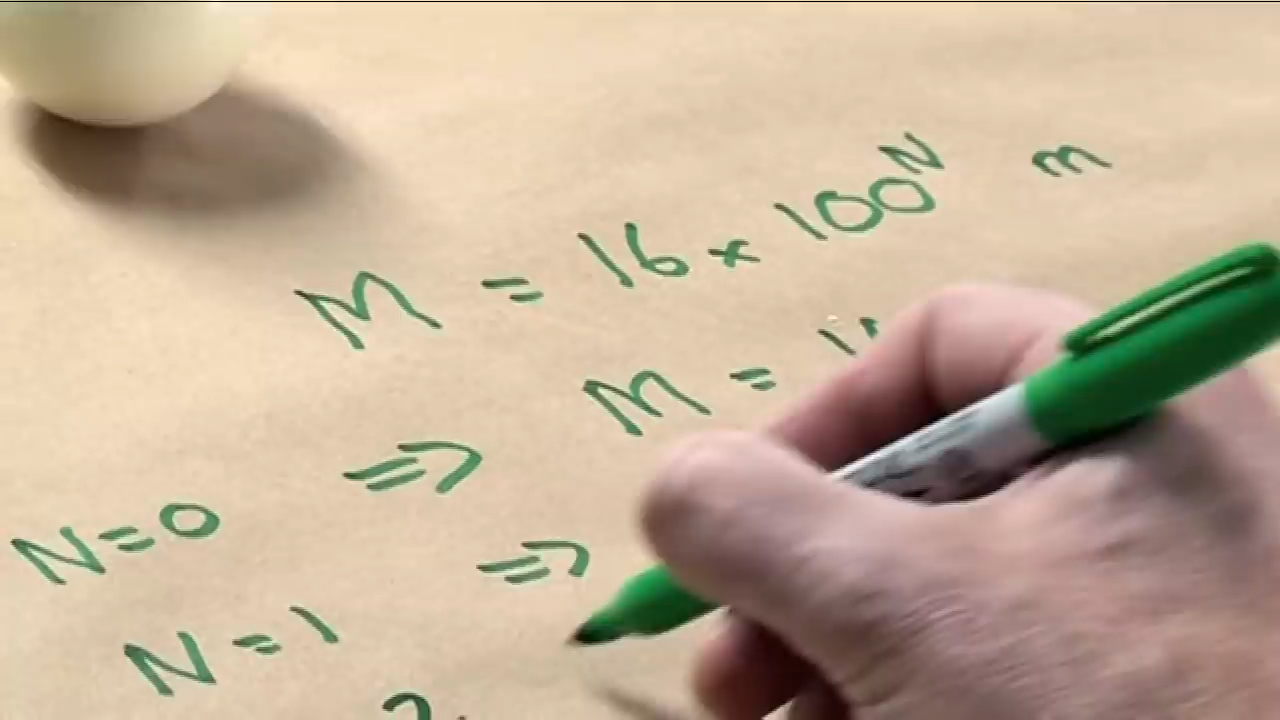 M = 16 × 100^N m
N=0 ⇒ M =
N = 1 ⇒